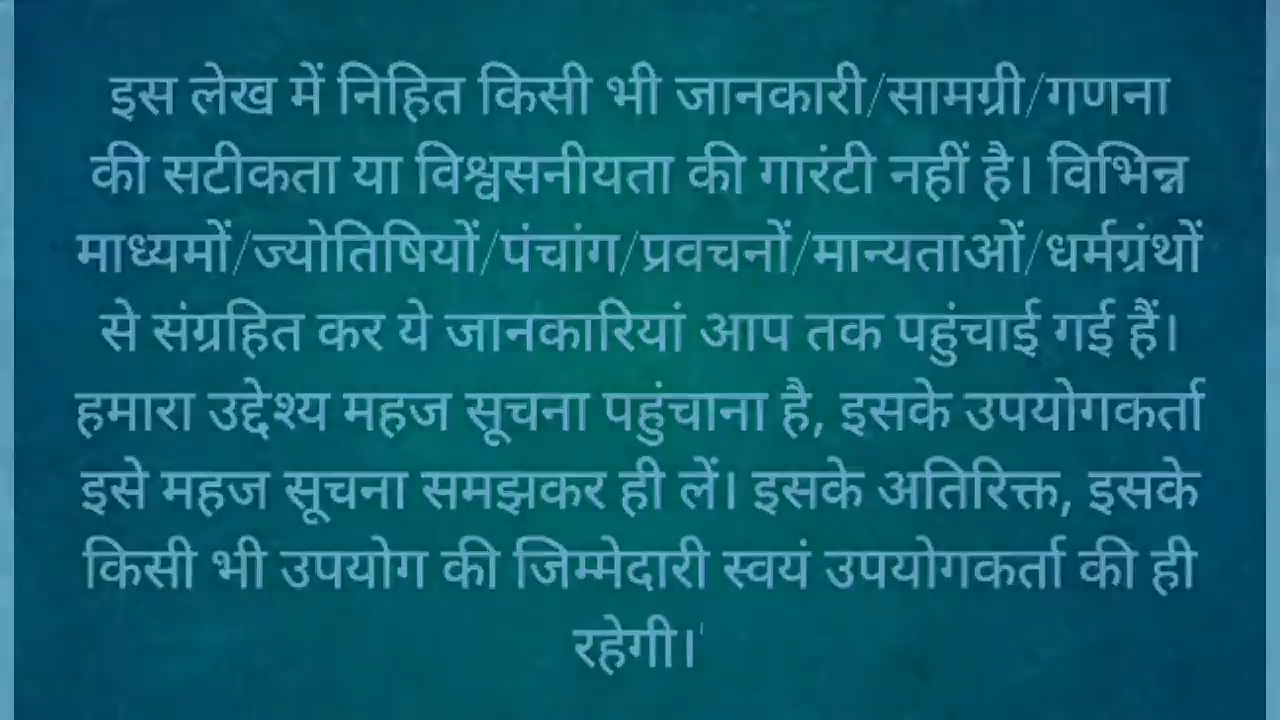 इस लेख में निहित किसी भी जानकारी/सामग्री/गणना
की सटीकता या विश्वसनीयता की गारंटी नहीं है। विभिन्न
माध्यमों/ज्योतिषियों/पंचांग/प्रवचनों/मान्यताओं/धर्मग्रंथों
से संग्रहित कर ये जानकारियां आप तक पहुंचाई गई हैं।
हमारा उद्देश्य महज सूचना पहुंचाना है, इसके उपयोगकर्ता
इसे महज सूचना समझकर ही लें। इसके अतिरिक्त, इसके
किसी भी उपयोग की जिम्मेदारी स्वयं उपयोगकर्ता की ही
रहेगी।'